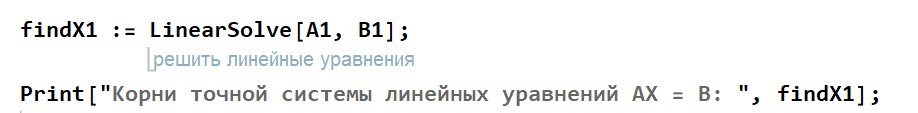 findX1 := LinearSolve[A1, B1];
решить линейные уравнения
Print["Корни точной системы линейных уравнений AX = B: ", findX1];